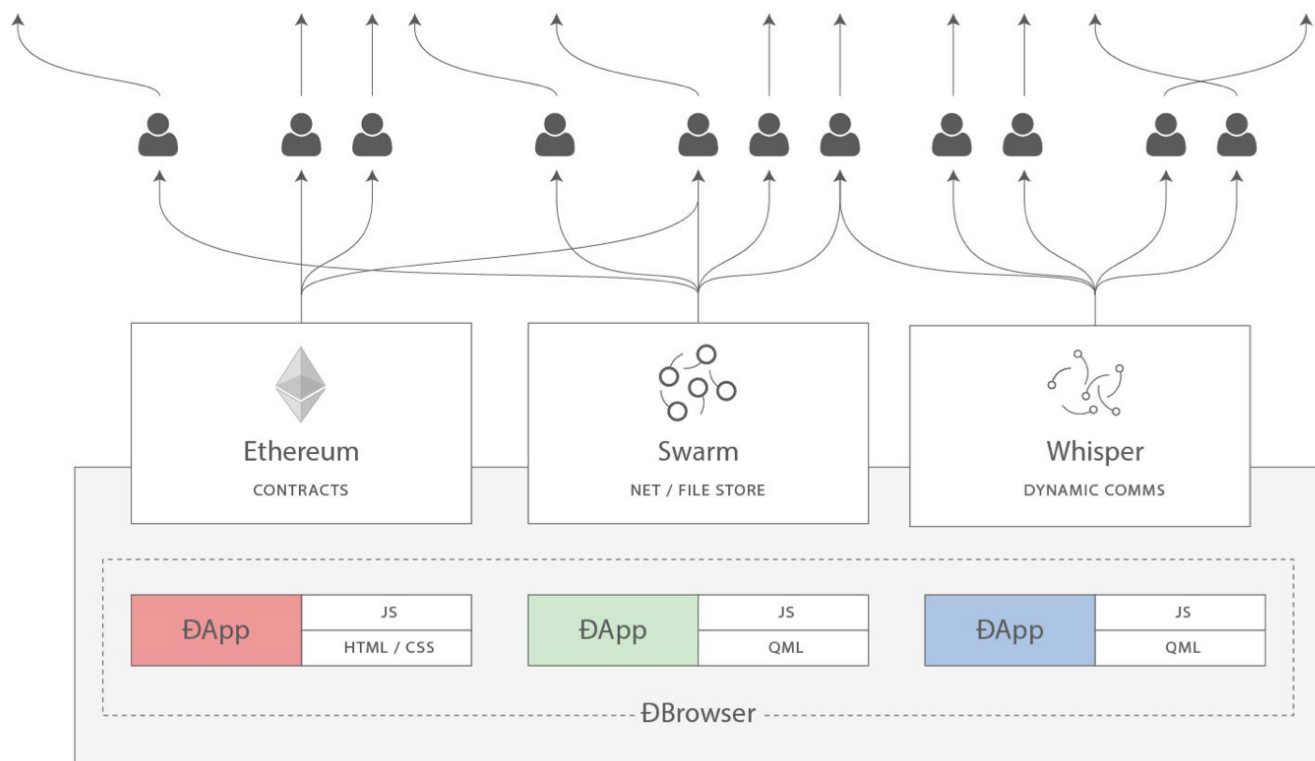 Ethereum
CONTRACTS
Swarm
NET / FILE STORE
Whisper
DYNAMIC COMMS
ĐApp
JS
HTML / CSS
ĐApp
JS
QML
ĐApp
JS
QML
ĐBrowser